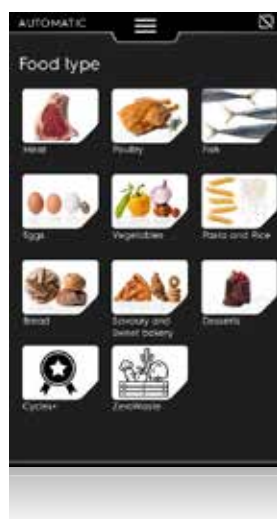 AUTOMATIC
Food type
Meat
Poultry
Fish
Eggs
Vegetables
Pasta and Rice
Bread
Savoury and
Sweet bakery
Desserts
Cycles+
ZeroWaste